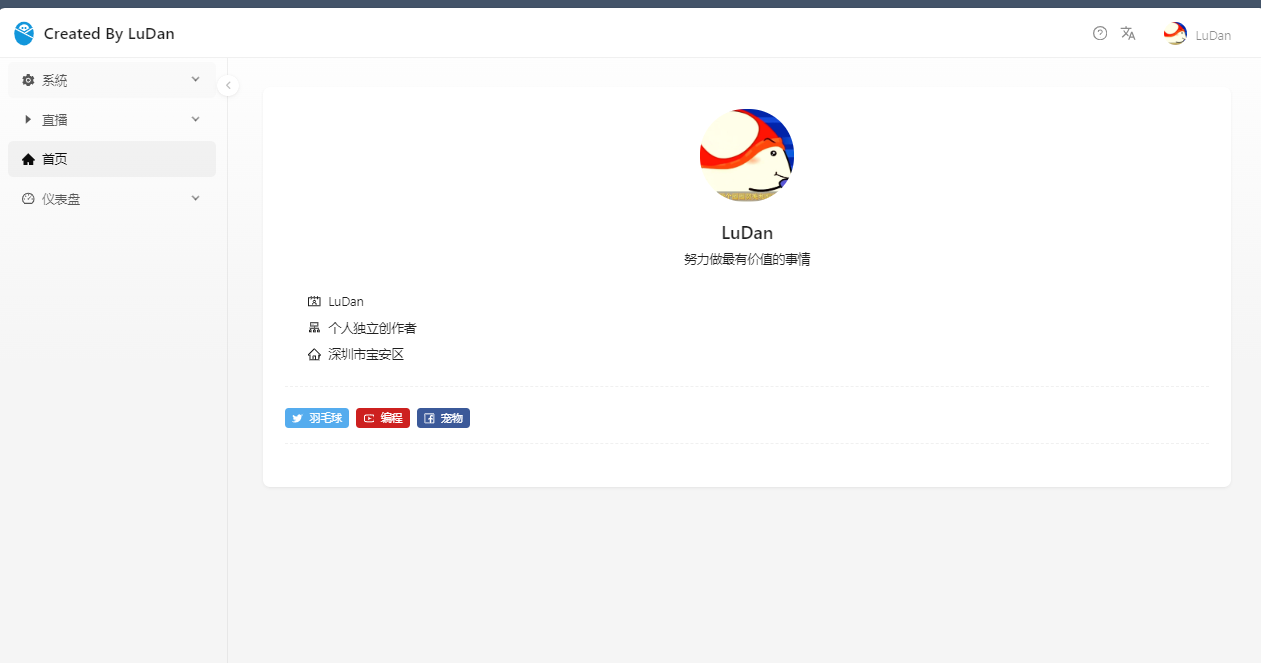 Created By LuDan
LuDan
系统
直播
首页
仪表盘
LuDan
努力做最有价值的事情
LuDan
个人独立创作者
深圳市宝安区
羽毛球 编程 宠物